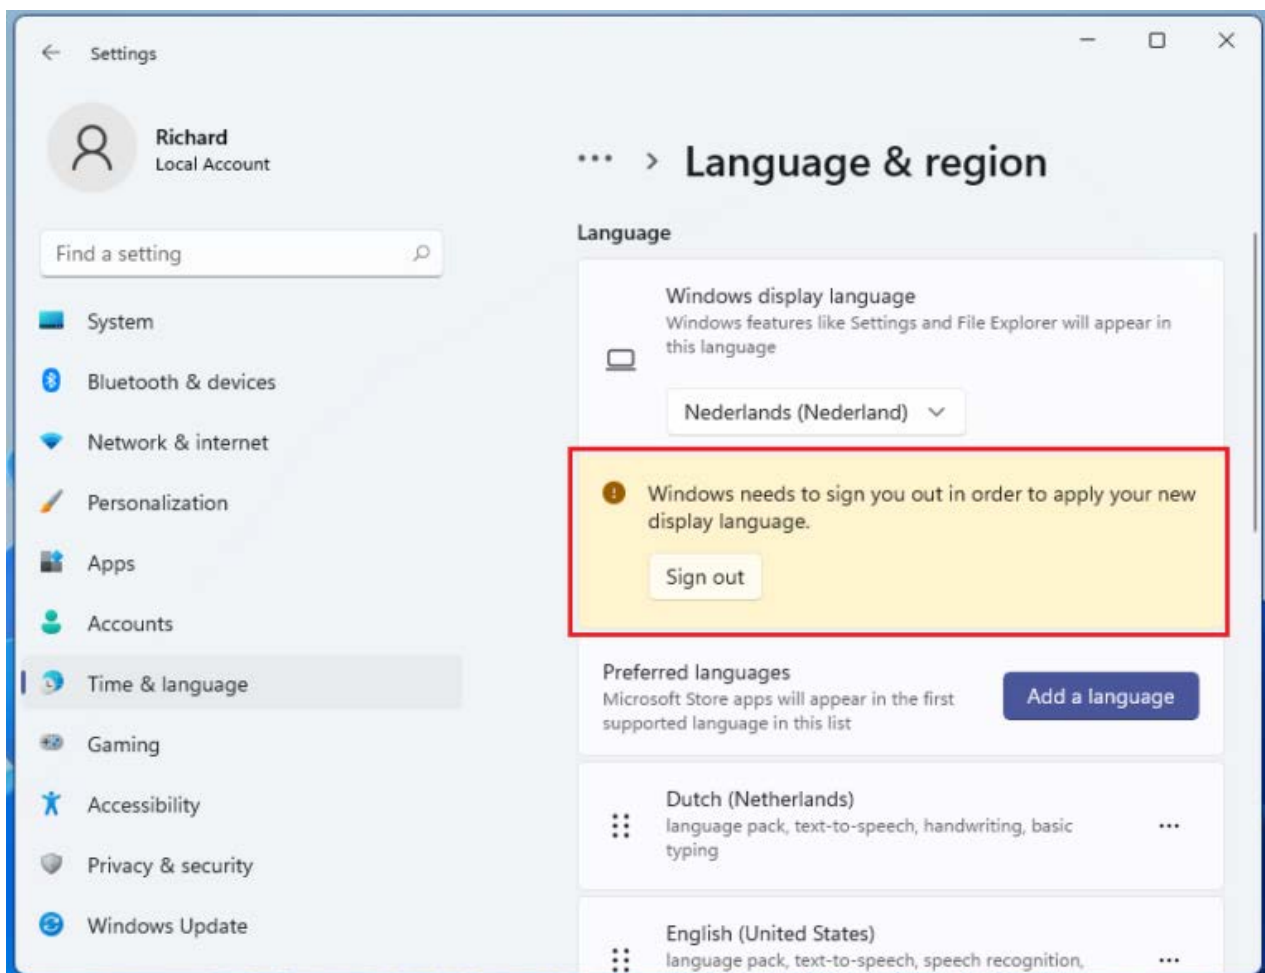 Settings
Richard
Local Account
Find a setting
System
Bluetooth & devices
Network & internet
Personalization
Apps
Accounts
Time & language
Gaming
Accessibility
Privacy & security
Windows Update
Language & region
Language
Windows display language
Windows features like Settings and File Explorer will appear in
this language
Nederlands (Nederland)
Windows needs to sign you out in order to apply your new
display language.
Sign out
Preferred languages
Microsoft Store apps will appear in the first
supported language in this list
Add a language
Dutch (Netherlands)
language pack, text-to-speech, handwriting, basic
typing
English (United States)
language pack, text-to-speech, speech recognition,